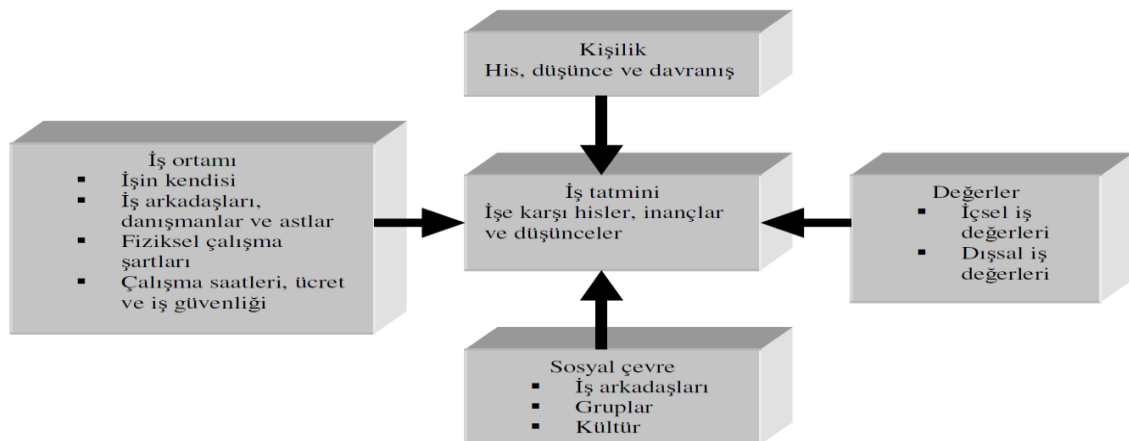 Kişilik
His, düşünce ve davranış
İş ortamı
▪ İşin kendisi
▪ İş arkadaşları,
danışmanlar ve astlar
▪ Fiziksel çalışma
şartları
▪ Çalışma saatleri, ücret
ve iş güvenliği
İş tatmini
İşe karşı hisler, inançlar
ve düşünceler
Değerler
▪ İçsel iş
değerleri
▪ Dışsal iş
değerleri
Sosyal çevre
▪ İş arkadaşları
▪ Gruplar
▪ Kültür